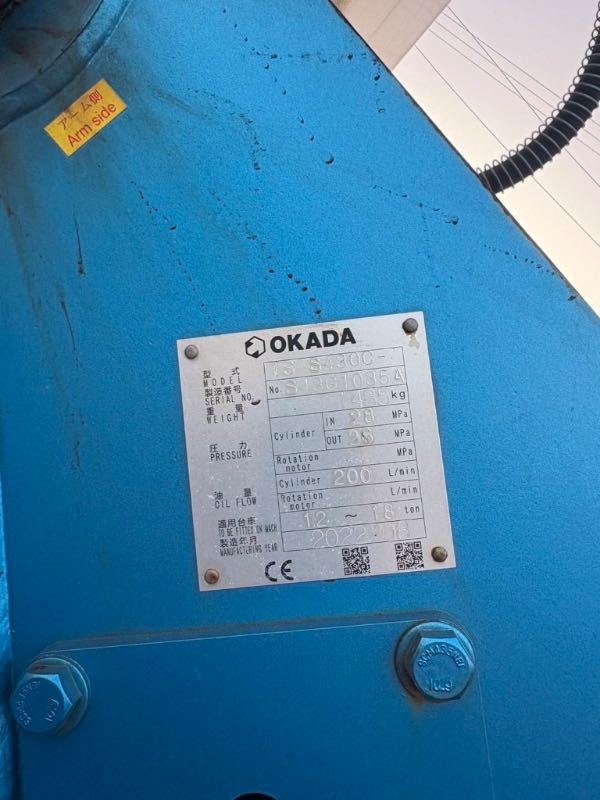 アーム側
Arm side
OKADA
型 式
MODEL
製造番号
SERIAL NO.
No.
重 量
WEIGHT
kg
圧 力
PRESSURE
Cylinder
IN 28 MPa
OUT MPa
Rotation motor MPa
油 量
OIL FLOW
Cylinder 200 L/min
Rotation motor L/min
適用台車
TO BE FITTED ON MACH
12 ~ 18 ton
製造年月
MANUFACTURING YEAR
2022
CE
10.9